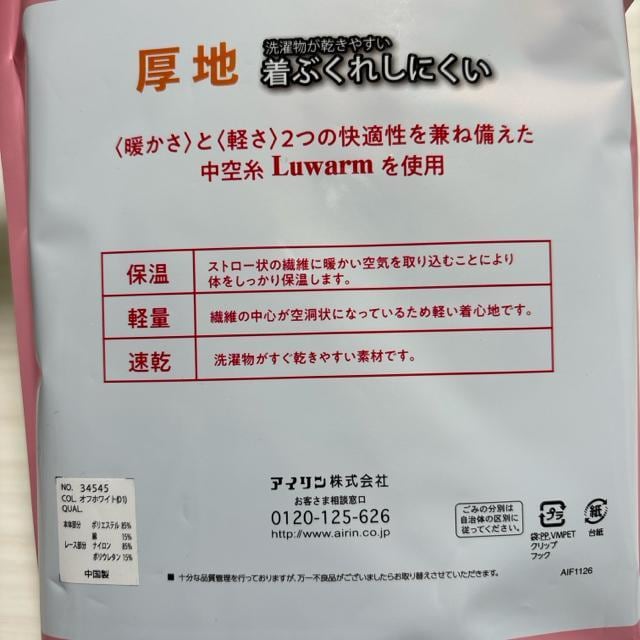 厚地
洗濯物が乾きやすい
着ぶくれしにくい
〈暖かさ〉と〈軽さ〉2つの快適性を兼ね備えた
中空糸 Luwarm を使用
保温
ストロー状の繊維に暖かい空気を取り込むことにより
体をしっかり保温します。
軽量
繊維の中心が空洞状になっているため軽い着心地です。
速乾
洗濯物がすぐ乾きやすい素材です。
NO. 34545
COL. オフホワイト(01)
QUAL.
本体部分 ポリエステル 85%
綿 15%
レース部分 ナイロン 85%
ポリウレタン 15%
中国製
アイリン株式会社
お客さま相談窓口
0120-125-626
http://www.airin.co.jp/
ごみの分別は
自治体の区別に
従ってください。
プラ
袋:PP,VMPET
クリップ
フック
紙
台紙
■ 十分な品質管理を行っておりますが、万一不良品がございましたらお取り替えさせていただきます。
AIF1126